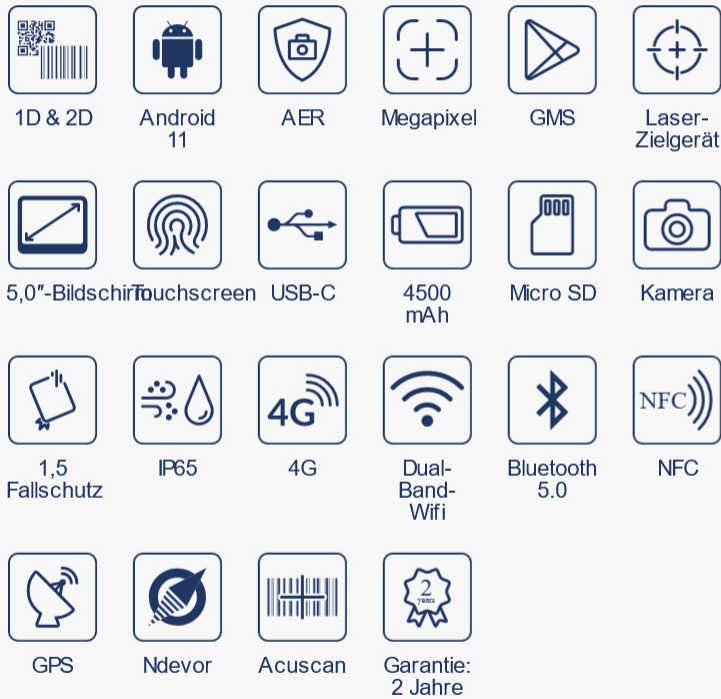 1D & 2D
Android
11
AER
Megapixel
GMS
Laser-
Zielgerät
5,0"-Bildschirm
Touchscreen
USB-C
4500
mAh
Micro SD
Kamera
1,5
Fallschutz
IP65
4G
4G
Dual-
Band-
Wifi
Bluetooth
5.0
NFC
NFC
GPS
Ndevor
Acuscan
2
years
Garantie:
2 Jahre